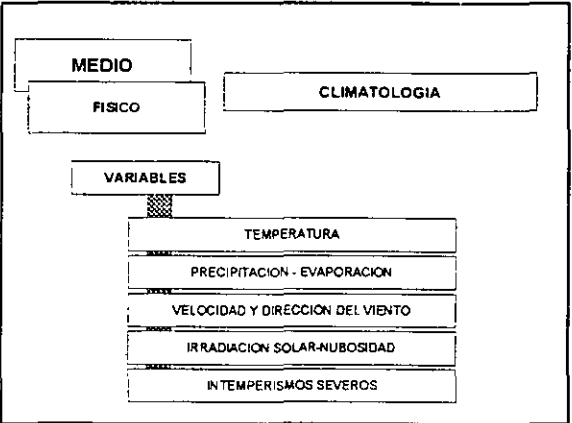 MEDIO
FISICO
CLIMATOLOGIA
VARIABLES
TEMPERATURA
PRECIPITACION - EVAPORACION
VELOCIDAD Y DIRECCION DEL VIENTO
IRRADIACION SOLAR-NUBOSIDAD
INTEMPERISMOS SEVEROS